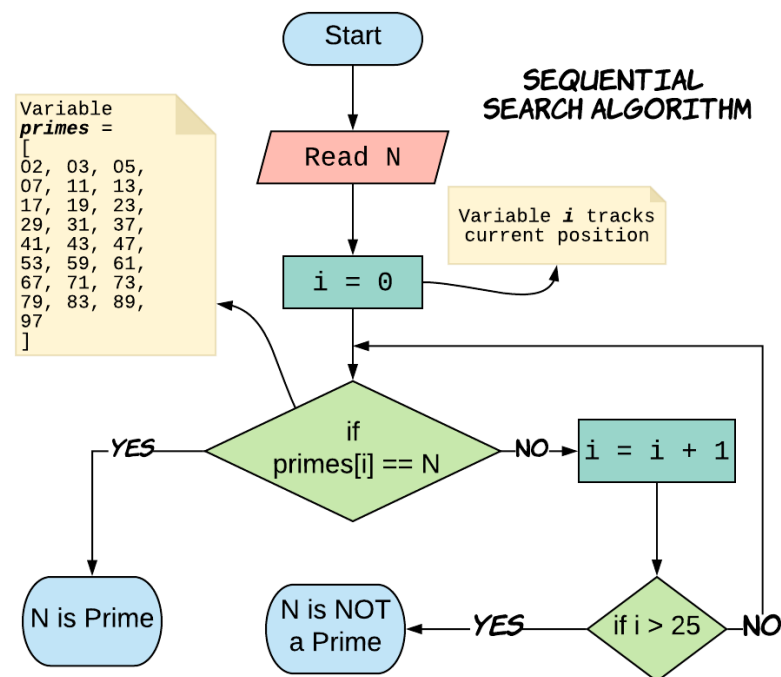 Start
SEQUENTIAL
SEARCH ALGORITHM
Variable
primes =
[
02, 03, 05,
07, 11, 13,
17, 19, 23,
29, 31, 37,
41, 43, 47,
53, 59, 61,
67, 71, 73,
79, 83, 89,
97
]
Read N
Variable i tracks
current position
i = 0
if
primes[i] == N
YES
NO
i = i + 1
N is Prime
N is NOT
a Prime
YES
if i > 25
NO